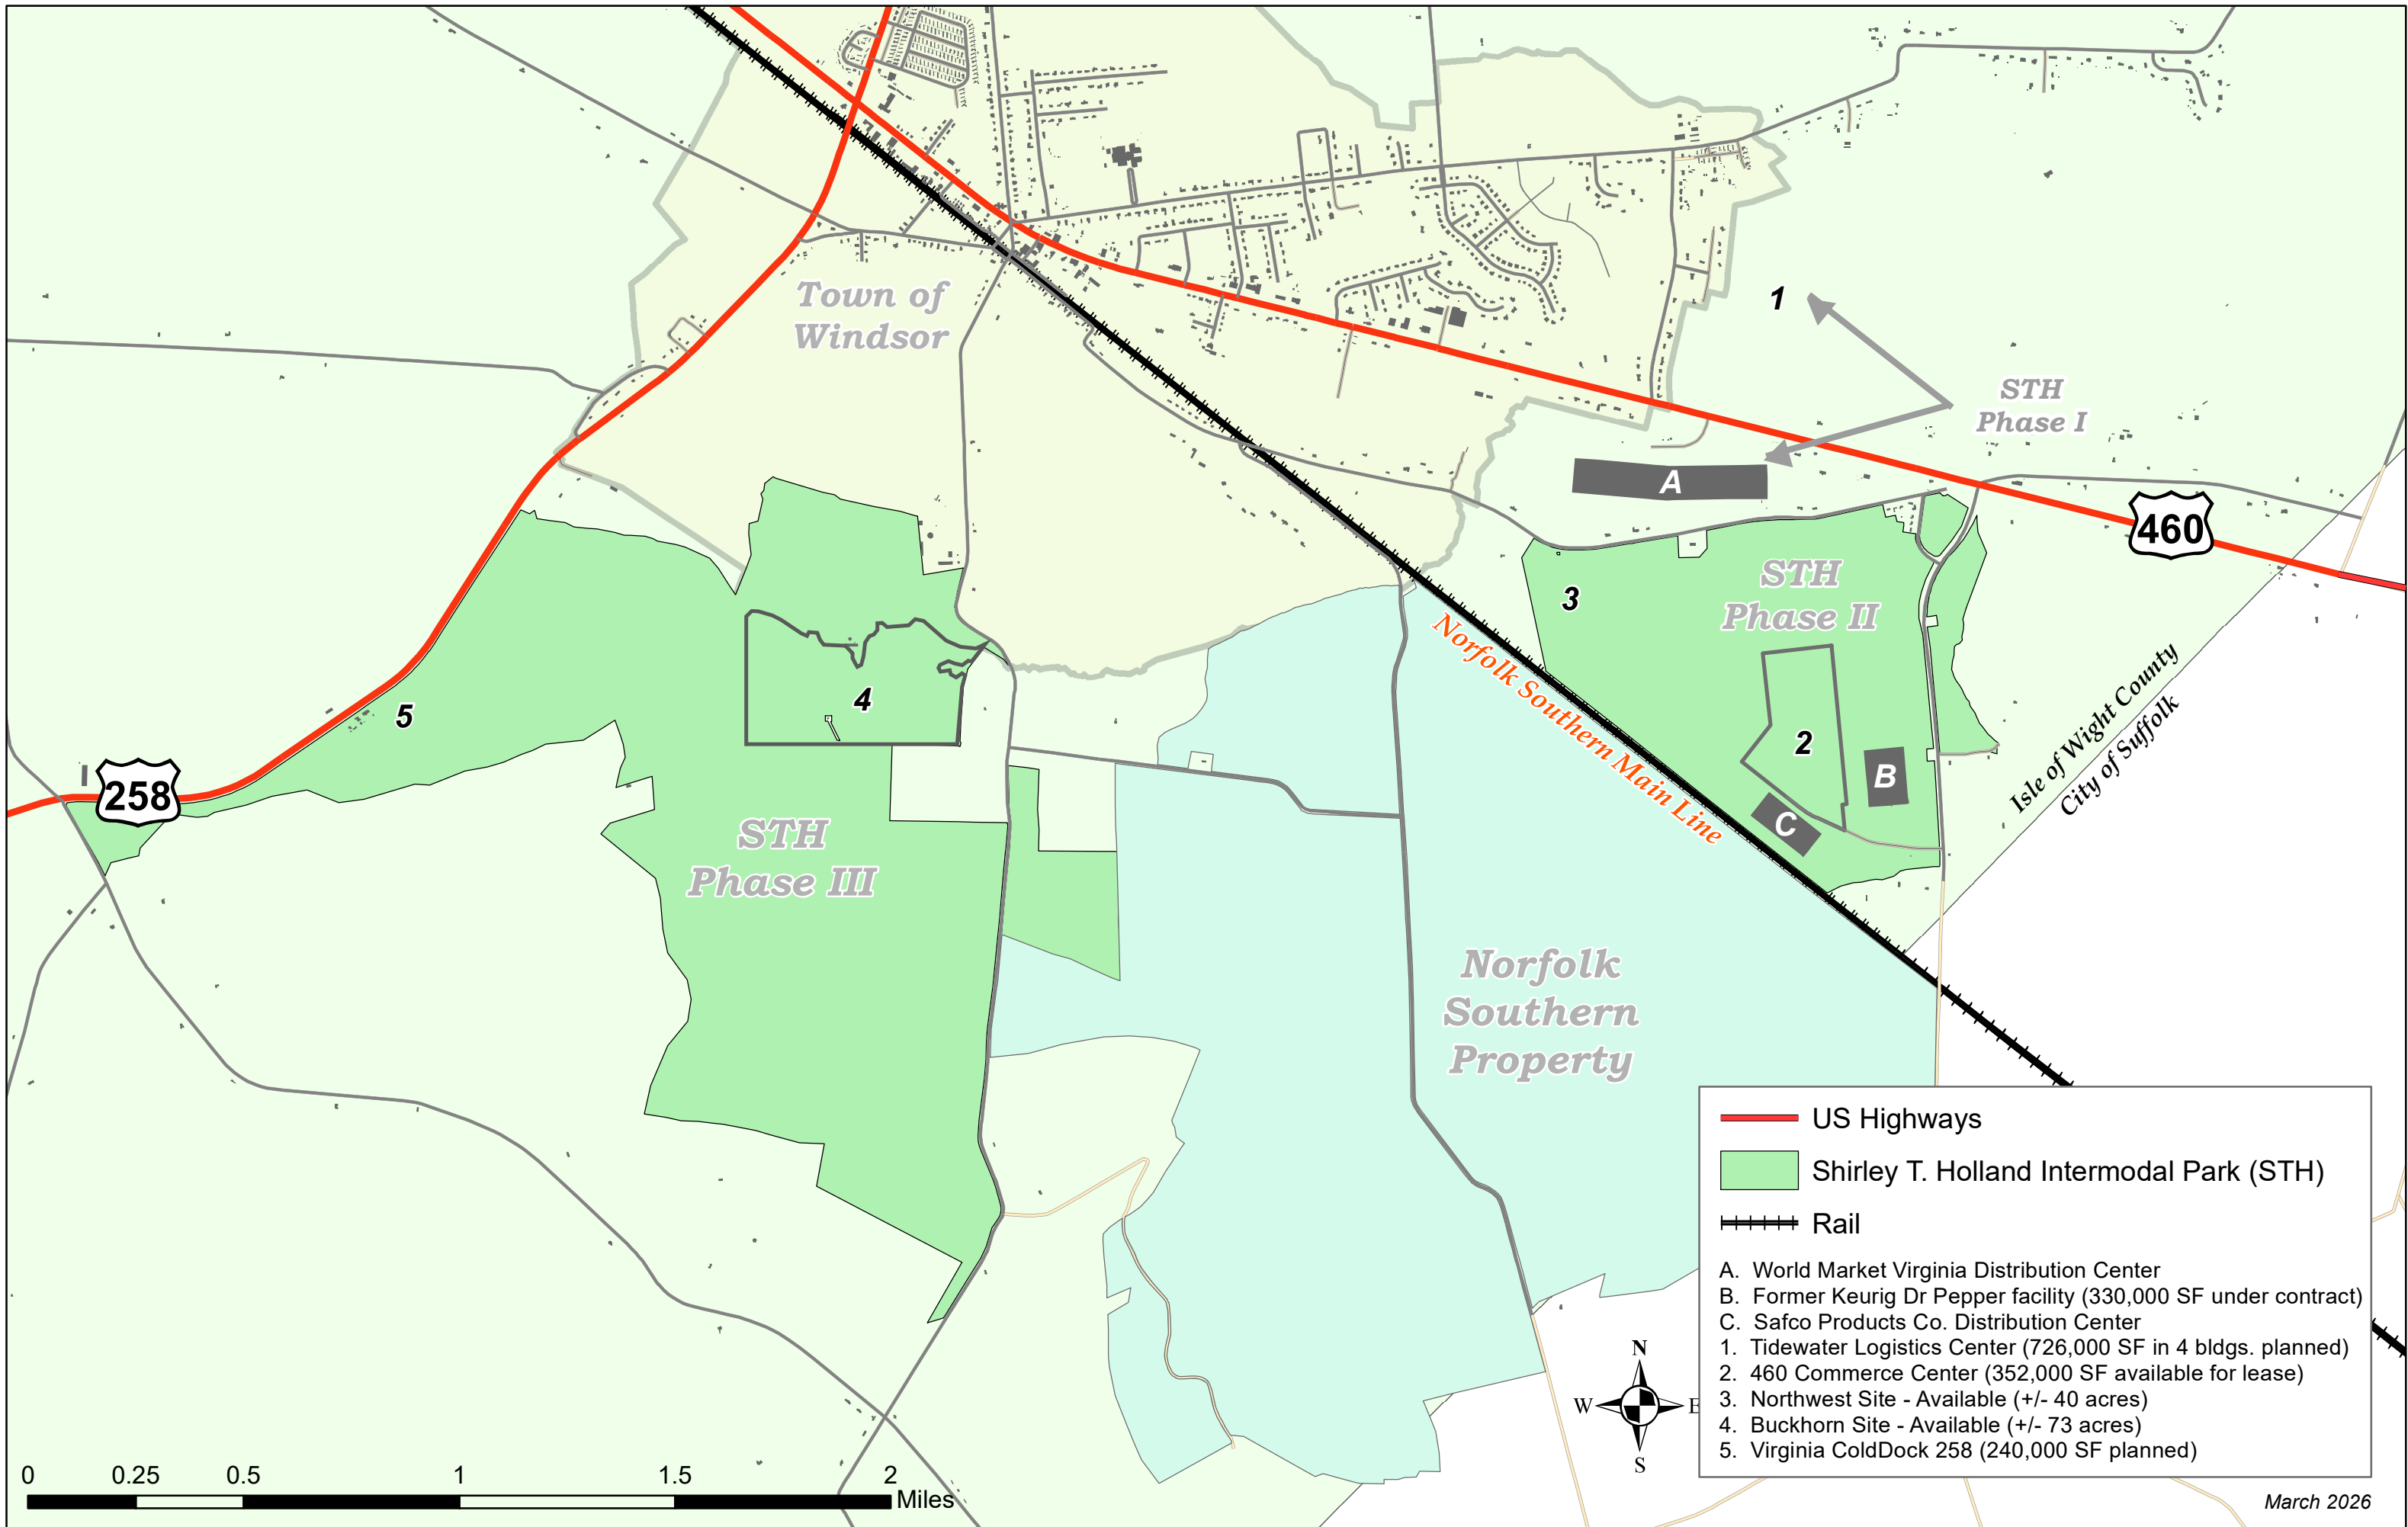 Town of
Windsor
1
STH
Phase I
A
460
3
STH
Phase II
Norfolk Southern Main Line
4
5
2
B
C
Isle of Wight County
City of Suffolk
258
STH
Phase III
Norfolk
Southern
Property
US Highways
Shirley T. Holland Intermodal Park (STH)
Rail
A. World Market Virginia Distribution Center
B. Former Keurig Dr Pepper facility (330,000 SF under contract)
C. Safco Products Co. Distribution Center
1. Tidewater Logistics Center (726,000 SF in 4 bldgs. planned)
2. 460 Commerce Center (352,000 SF available for lease)
3. Northwest Site - Available (+/- 40 acres)
4. Buckhorn Site - Available (+/- 73 acres)
5. Virginia ColdDock 258 (240,000 SF planned)
N
W E
S
0 0.25 0.5 1 1.5 2
Miles
March 2026